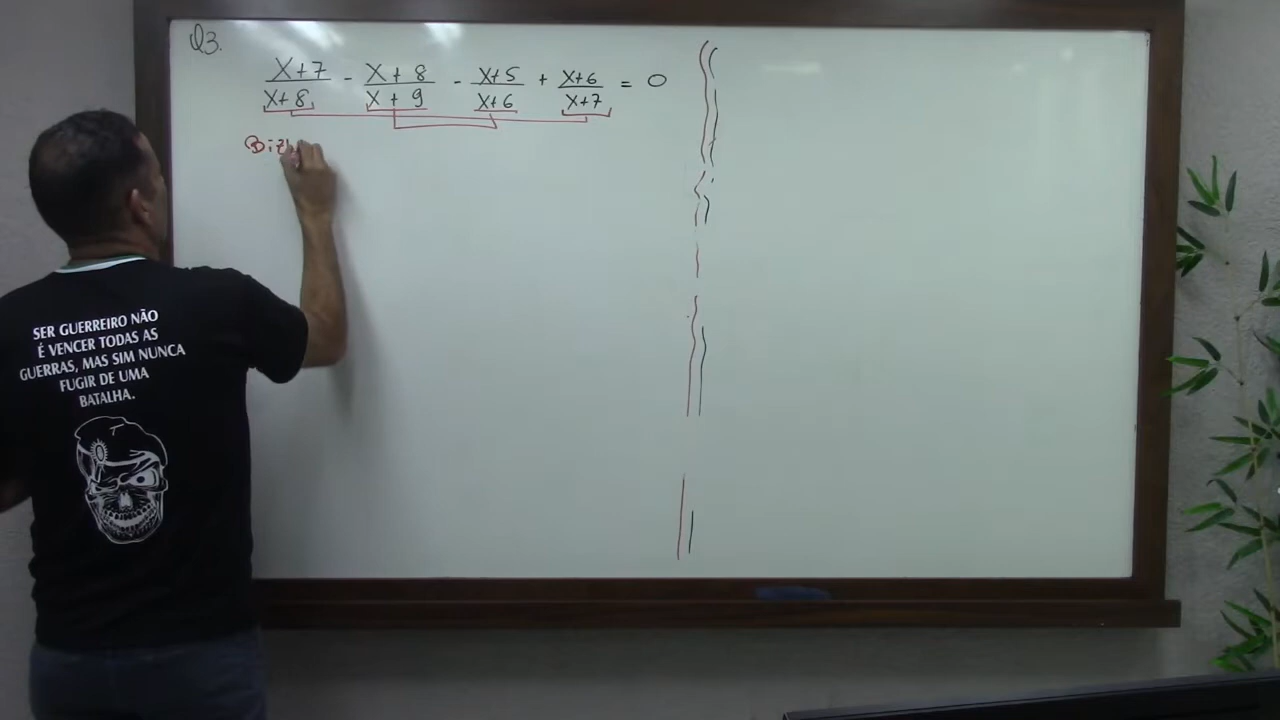 Q3.
x+7/x+8 - x+8/x+9 - x+5/x+6 + x+6/x+7 = 0
SER GUERREIRO NÃO
É VENCER TODAS AS
GUERRAS, MAS SIM NUNCA
FUGIR DE UMA
BATALHA.